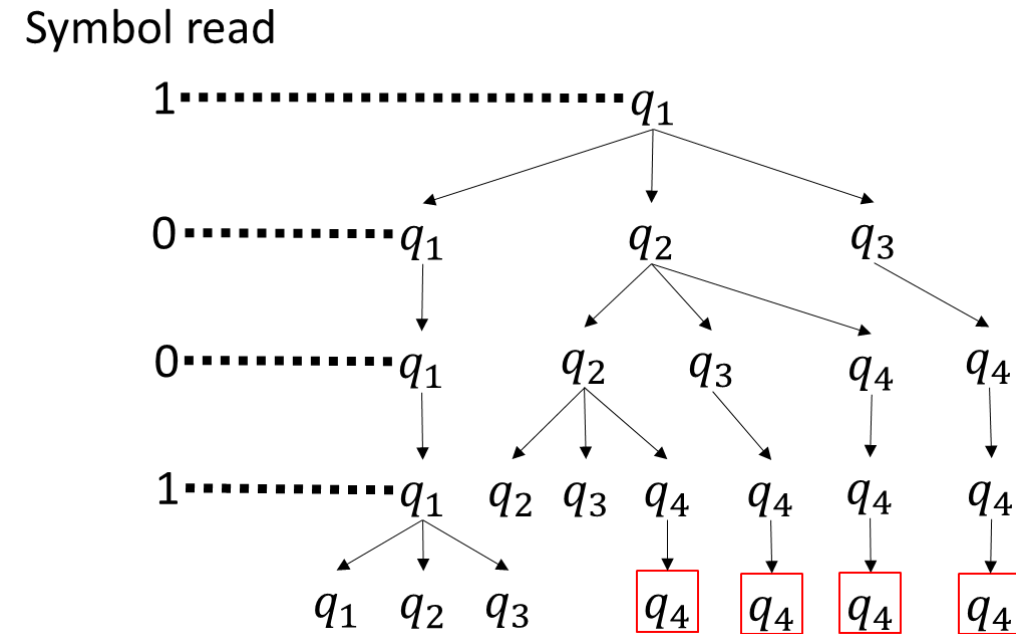 Symbol read
1 q₁
0 q₁ q₂ q₃
0 q₁ q₂ q₃ q₄ q₄
1 q₁ q₂ q₃ q₄ q₄ q₄ q₄
q₁ q₂ q₃ q₄ q₄ q₄ q₄